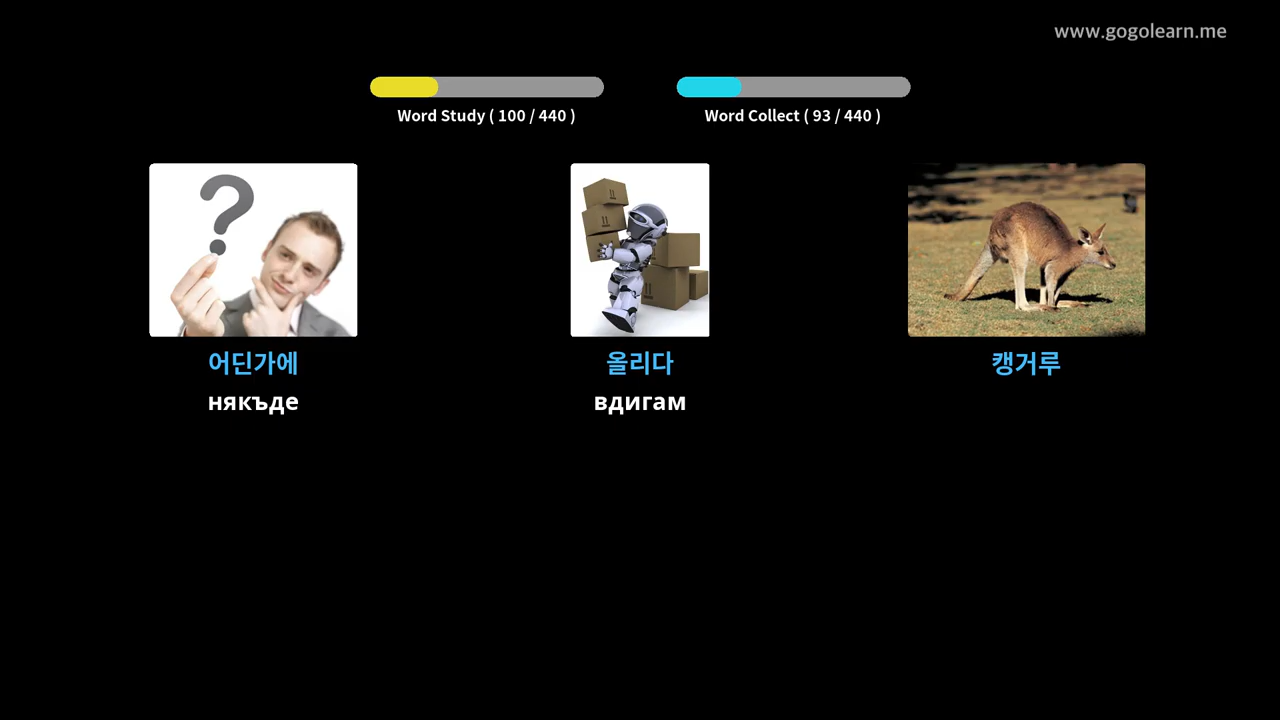 www.gogolearn.me
Word Study ( 100 / 440 )
Word Collect ( 93 / 440 )
어딘가에
някъде
올리다
вдигам
캥거루